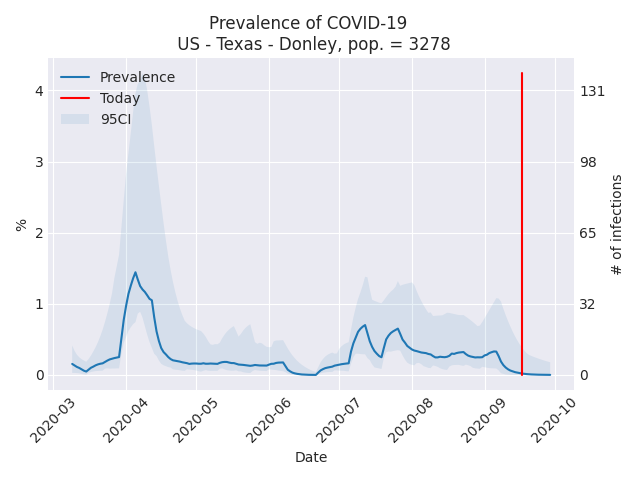 Prevalence of COVID-19
US - Texas - Donley, pop. = 3278
Prevalence
Today
95CI
4
3
2
1
0
%
131
98
65
32
0
# of infections
2020-03
2020-04
2020-05
2020-06
2020-07
2020-08
2020-09
2020-10
Date